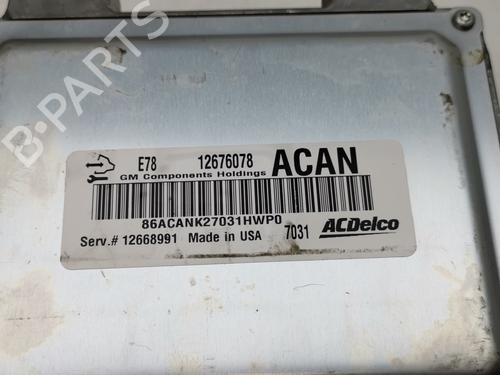 B-PARTS
E78 12676078 ACAN
GM Components Holdings
86ACANK27031HWP0
Serv.# 12668991 Made in USA 7031 ACDelco